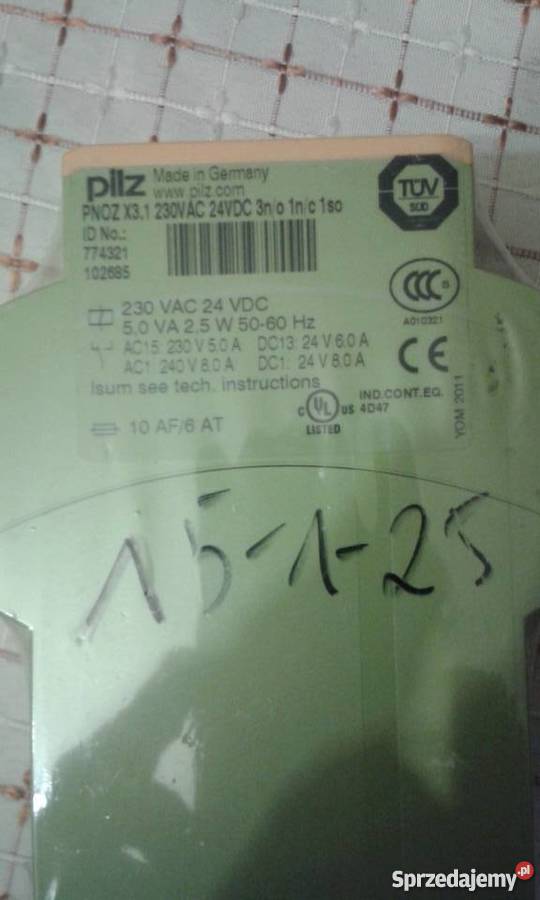 pilz Made in Germany
www.pilz.com
PNOZ X3.1 230VAC 24VDC 3n/o 1n/c 1so
ID No.:
774321
102685
TÜV
SÜD
CCC S
A010321
230 VAC 24 VDC
5,0 VA 2,5 W 50-60 Hz
AC15: 230 V 5.0 A DC13: 24 V 6.0 A
AC1: 240 V 8.0 A DC1: 24 V 8.0 A
CE
Isum see tech. instructions
c UL US LISTED
IND.CONT.EQ.
4D47
10 AF/6 AT
YOM 2011
15-1-25
Sprzedajemy.pl